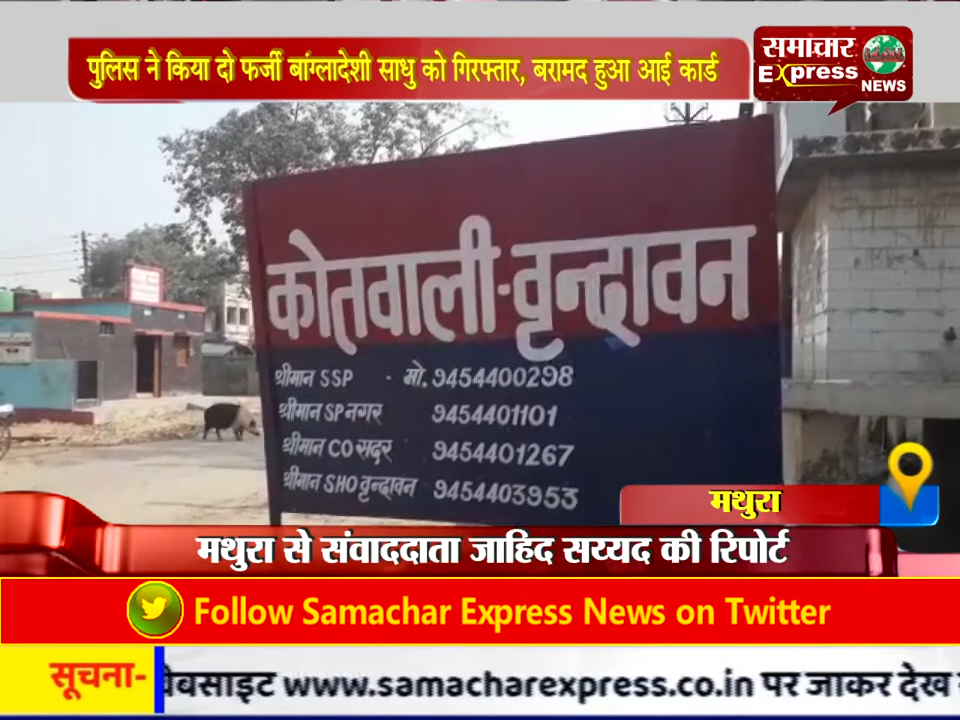 पुलिस ने किया दो फर्जी बांग्लादेशी साधु को गिरफ्तार, बरामद हुआ आई कार्ड
समाचार
Express
NEWS
कोतवाली-वृन्दावन
श्रीमान SSP - मो. 9454400298
श्रीमान SP नगर 9454401101
श्रीमान CO सदर 9454401267
श्रीमान SHO वृन्दावन 9454403953
मथुरा
मथुरा से संवाददाता जाहिद सय्यद की रिपोर्ट
Follow Samachar Express News on Twitter
सूचना- वेबसाइट www.samacharexpress.co.in पर जाकर देख